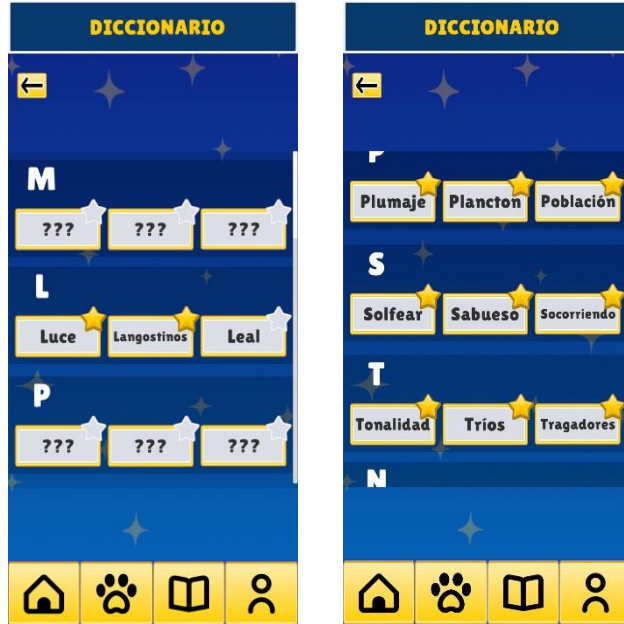 DICCIONARIO
M
??? ??? ???
L
Luce Langostinos Leal
P
??? ??? ???
DICCIONARIO
P
Plumaje Plancton Población
S
Solfear Sabueso Socorriendo
T
Tonalidad Tríos Tragadores
N